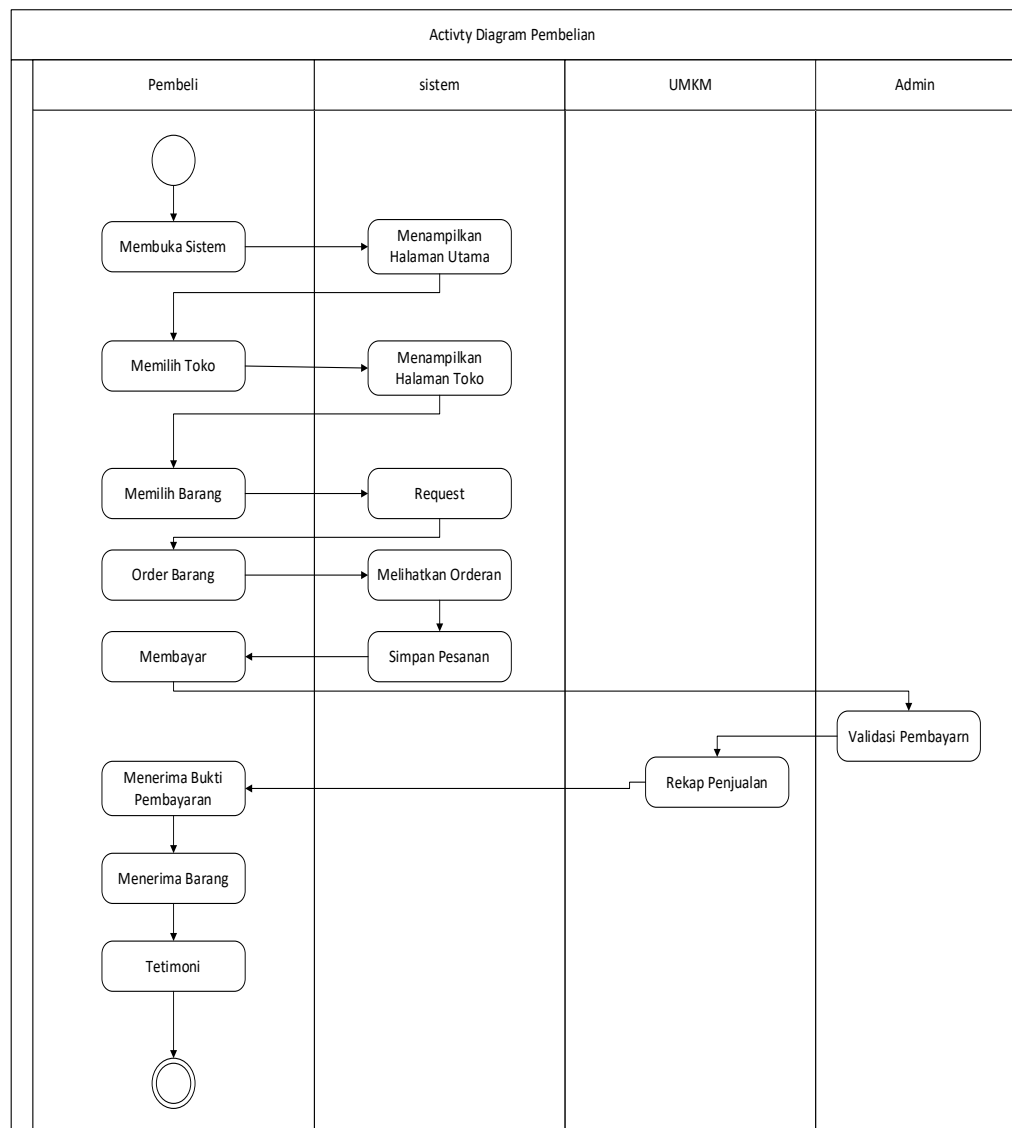 Activty Diagram Pembelian
Pembeli
sistem
UMKM
Admin
Membuka Sistem
Menampilkan
Halaman Utama
Memilih Toko
Menampilkan
Halaman Toko
Memilih Barang
Request
Order Barang
Melihatkan Orderan
Membayar
Simpan Pesanan
Validasi Pembayarn
Rekap Penjualan
Menerima Bukti
Pembayaran
Menerima Barang
Tetimoni